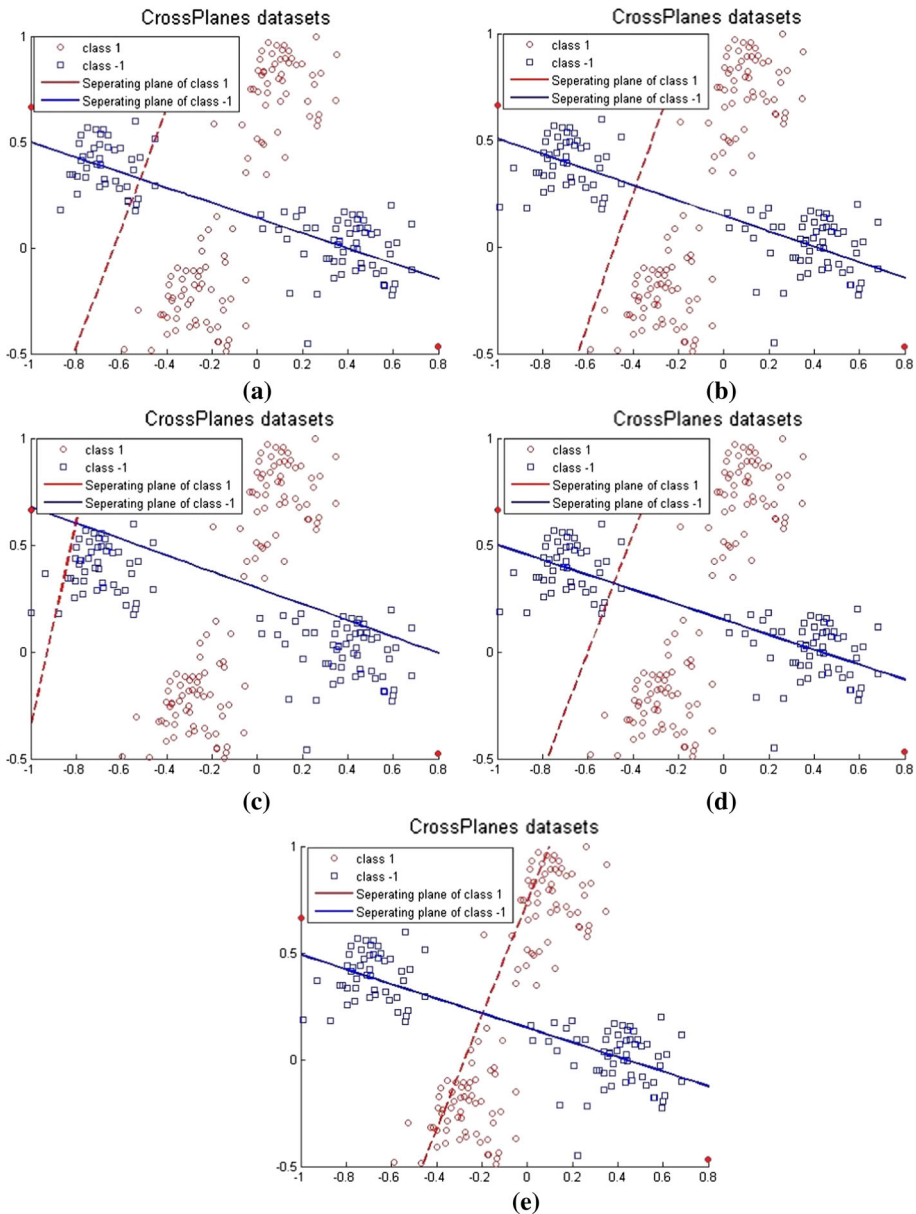 CrossPlanes datasets
1
class 1
class -1
Seperating plane of class 1
Seperating plane of class -1
0.5
0
-0.5
-1 -0.8 -0.6 -0.4 -0.2 0 0.2 0.4 0.6 0.8
(a)
CrossPlanes datasets
1
class 1
class -1
Seperating plane of class 1
Seperating plane of class -1
0.5
0
-0.5
-1 -0.8 -0.6 -0.4 -0.2 0 0.2 0.4 0.6 0.8
(b)
CrossPlanes datasets
1
class 1
class -1
Seperating plane of class 1
Seperating plane of class -1
0.5
0
-0.5
-1 -0.8 -0.6 -0.4 -0.2 0 0.2 0.4 0.6 0.8
(c)
CrossPlanes datasets
1
class 1
class -1
Seperating plane of class 1
Seperating plane of class -1
0.5
0
-0.5
-1 -0.8 -0.6 -0.4 -0.2 0 0.2 0.4 0.6 0.8
(d)
CrossPlanes datasets
1
class 1
class -1
Seperating plane of class 1
Seperating plane of class -1
0.5
0
-0.5
-1 -0.8 -0.6 -0.4 -0.2 0 0.2 0.4 0.6 0.8
(e)